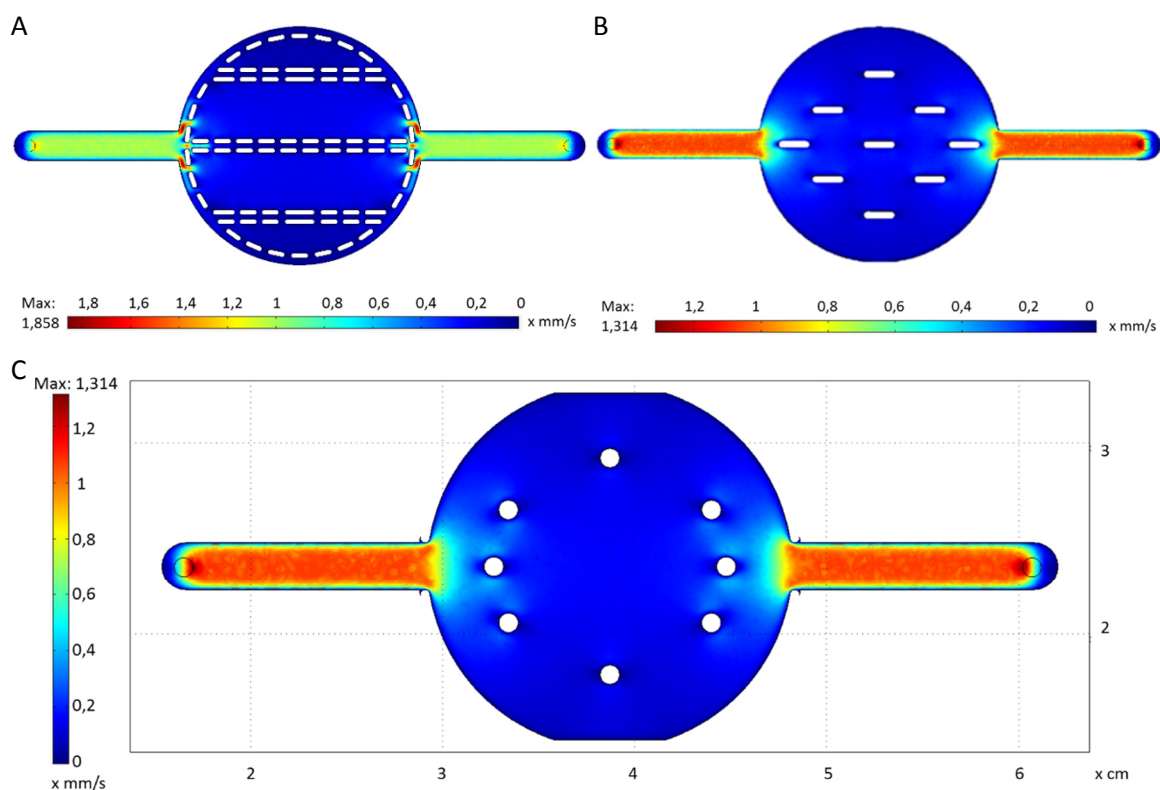 A
B
Max: 1,8 1,6 1,4 1,2 1 0,8 0,6 0,4 0,2 0
1,858 x mm/s
Max: 1,2 1 0,8 0,6 0,4 0,2 0
1,314 x mm/s
C
Max: 1,314
1,2
1
0,8
0,6
0,4
0,2
0
x mm/s
3
2
2 3 4 5 6 x cm